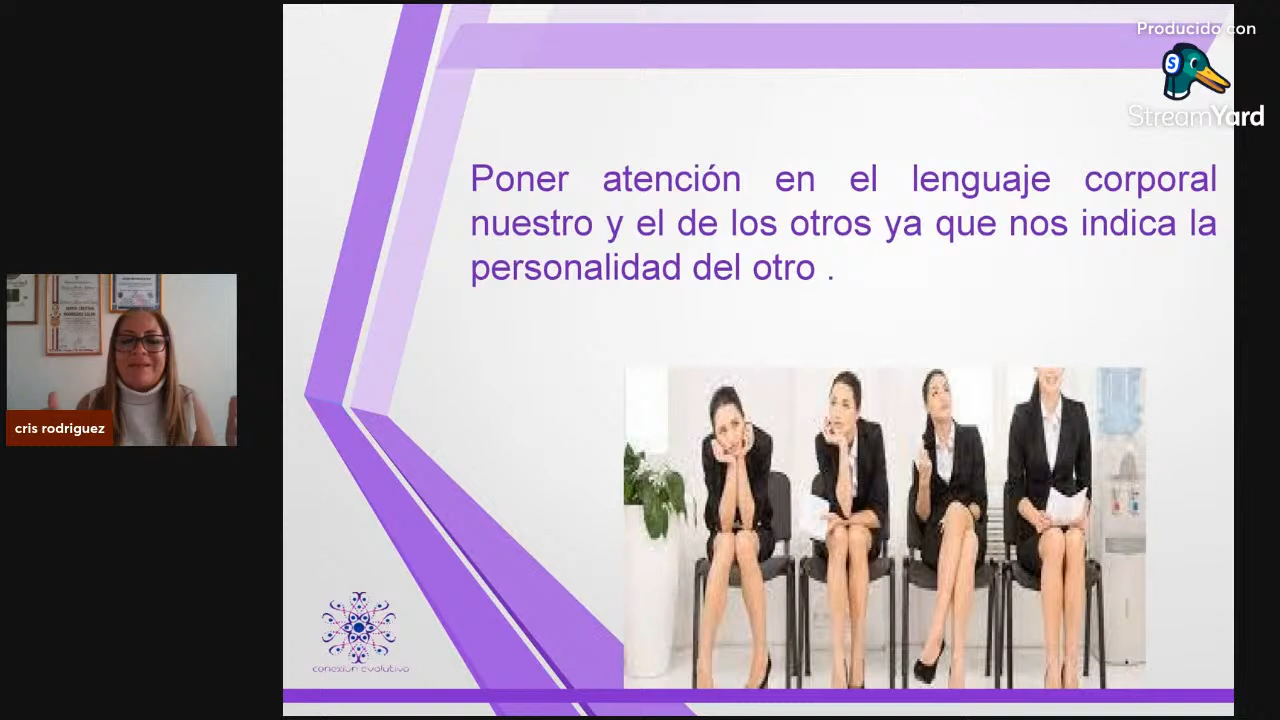 Producido con
StreamYard
Poner atención en el lenguaje corporal
nuestro y el de los otros ya que nos indica la
personalidad del otro .
cris rodriguez
conexión evolutivo